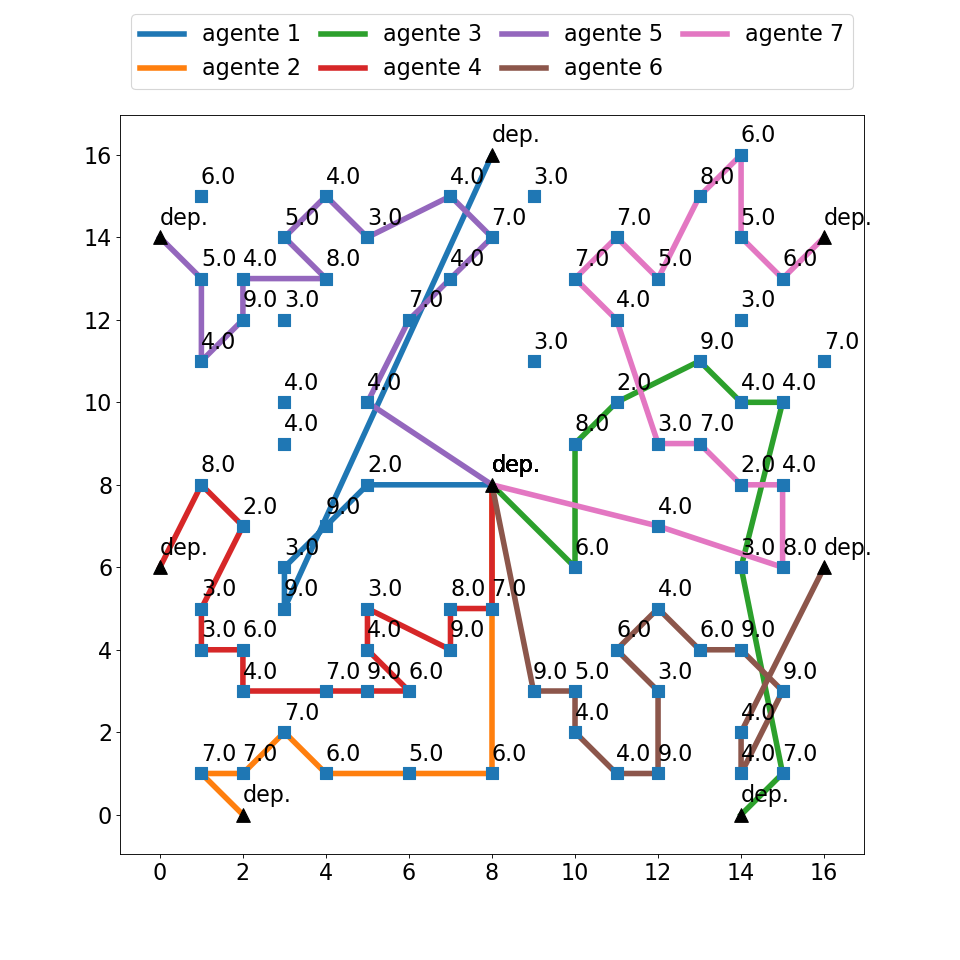 agente 1 agente 3 agente 5 agente 7
agente 2 agente 4 agente 6
dep. 6.0
6.0 4.0 4.0 3.0 8.0
dep. 5.0 3.0 7.0 7.0 5.0 dep.
5.0 4.0 8.0 4.0 7.0 5.0 6.0
9.0 3.0 7.0 4.0 3.0
4.0 3.0 9.0 7.0
4.0 4.0 2.0 4.0 4.0
4.0 8.0 3.0 7.0
8.0 2.0 dep. 2.0 4.0
2.0 9.0 4.0
dep. 3.0 6.0 3.0 8.0 dep.
3.0 9.0 3.0 8.0 7.0 4.0
3.0 6.0 4.0 9.0 6.0 6.0 9.0
4.0 7.0 9.0 6.0 9.0 5.0 3.0 9.0
7.0 4.0 4.0
7.0 7.0 6.0 5.0 6.0 4.0 9.0 4.0 7.0
dep. dep.
16
14
12
10
8
6
4
2
0
0 2 4 6 8 10 12 14 16